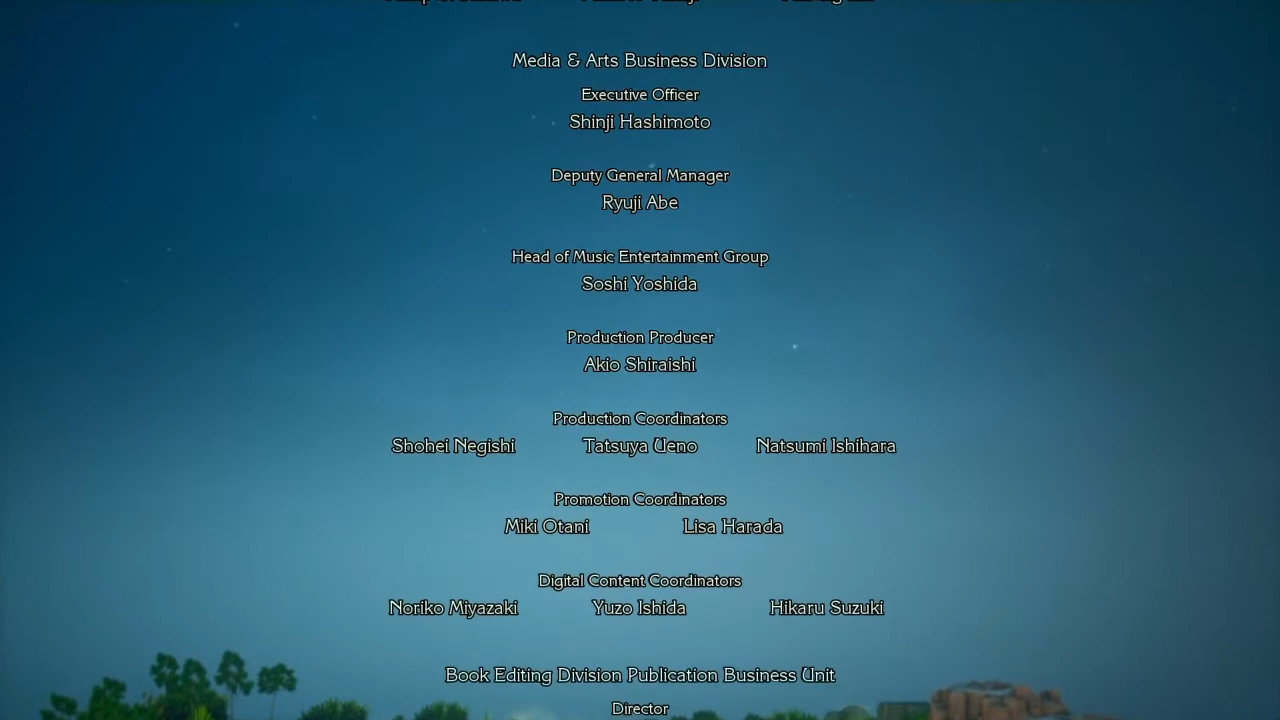 Media & Arts Business Division
Executive Officer
Shinji Hashimoto
Deputy General Manager
Ryuji Abe
Head of Music Entertainment Group
Soshi Yoshida
Production Producer
Akio Shiraishi
Production Coordinators
Shohei Negishi Tatsuya Ueno Natsumi Ishihara
Promotion Coordinators
Miki Otani Lisa Harada
Digital Content Coordinators
Noriko Miyazaki Yuzo Ishida Hikaru Suzuki
Book Editing Division Publication Business Unit
Director